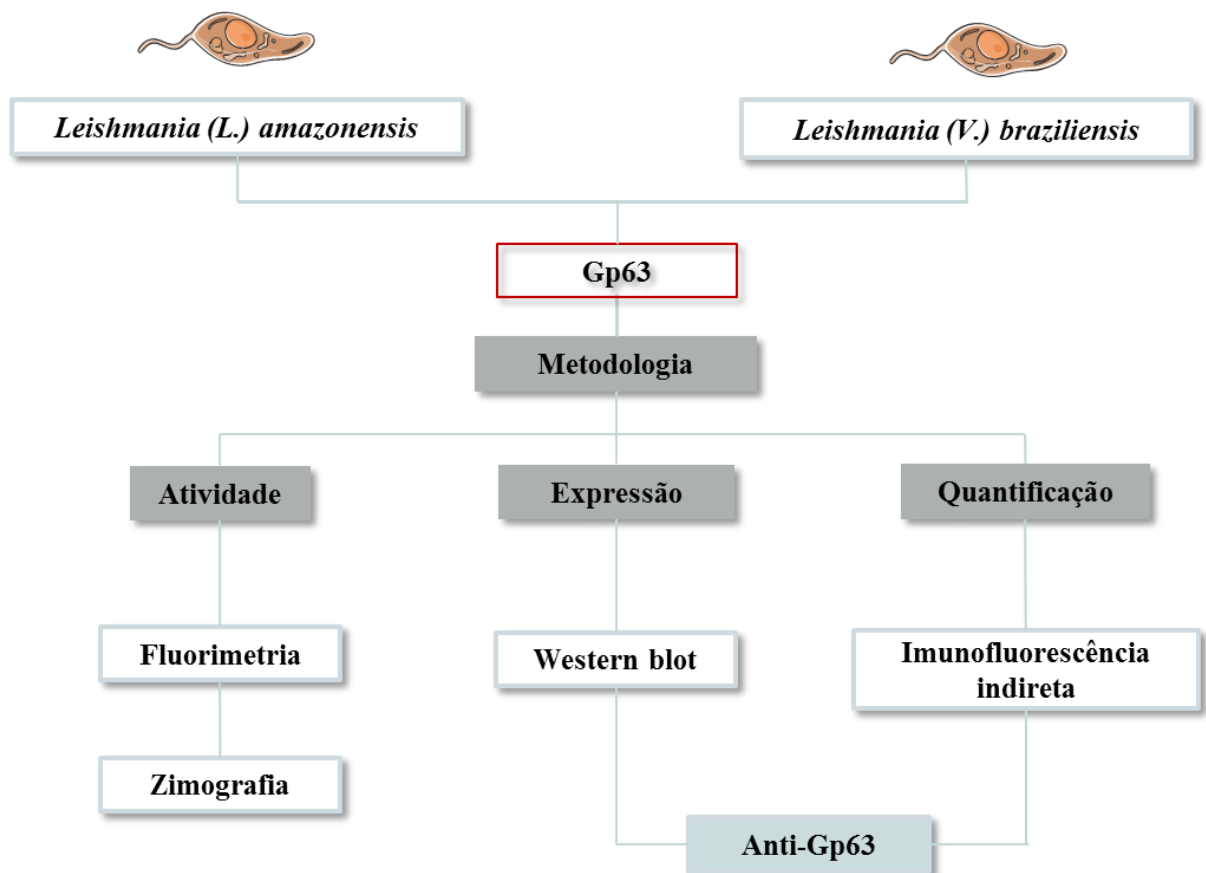 Leishmania (L.) amazonensis
Leishmania (V.) braziliensis
Gp63
Metodologia
Atividade
Expressão
Quantificação
Fluorimetria
Western blot
Imunofluorescência
indireta
Zimografia
Anti-Gp63